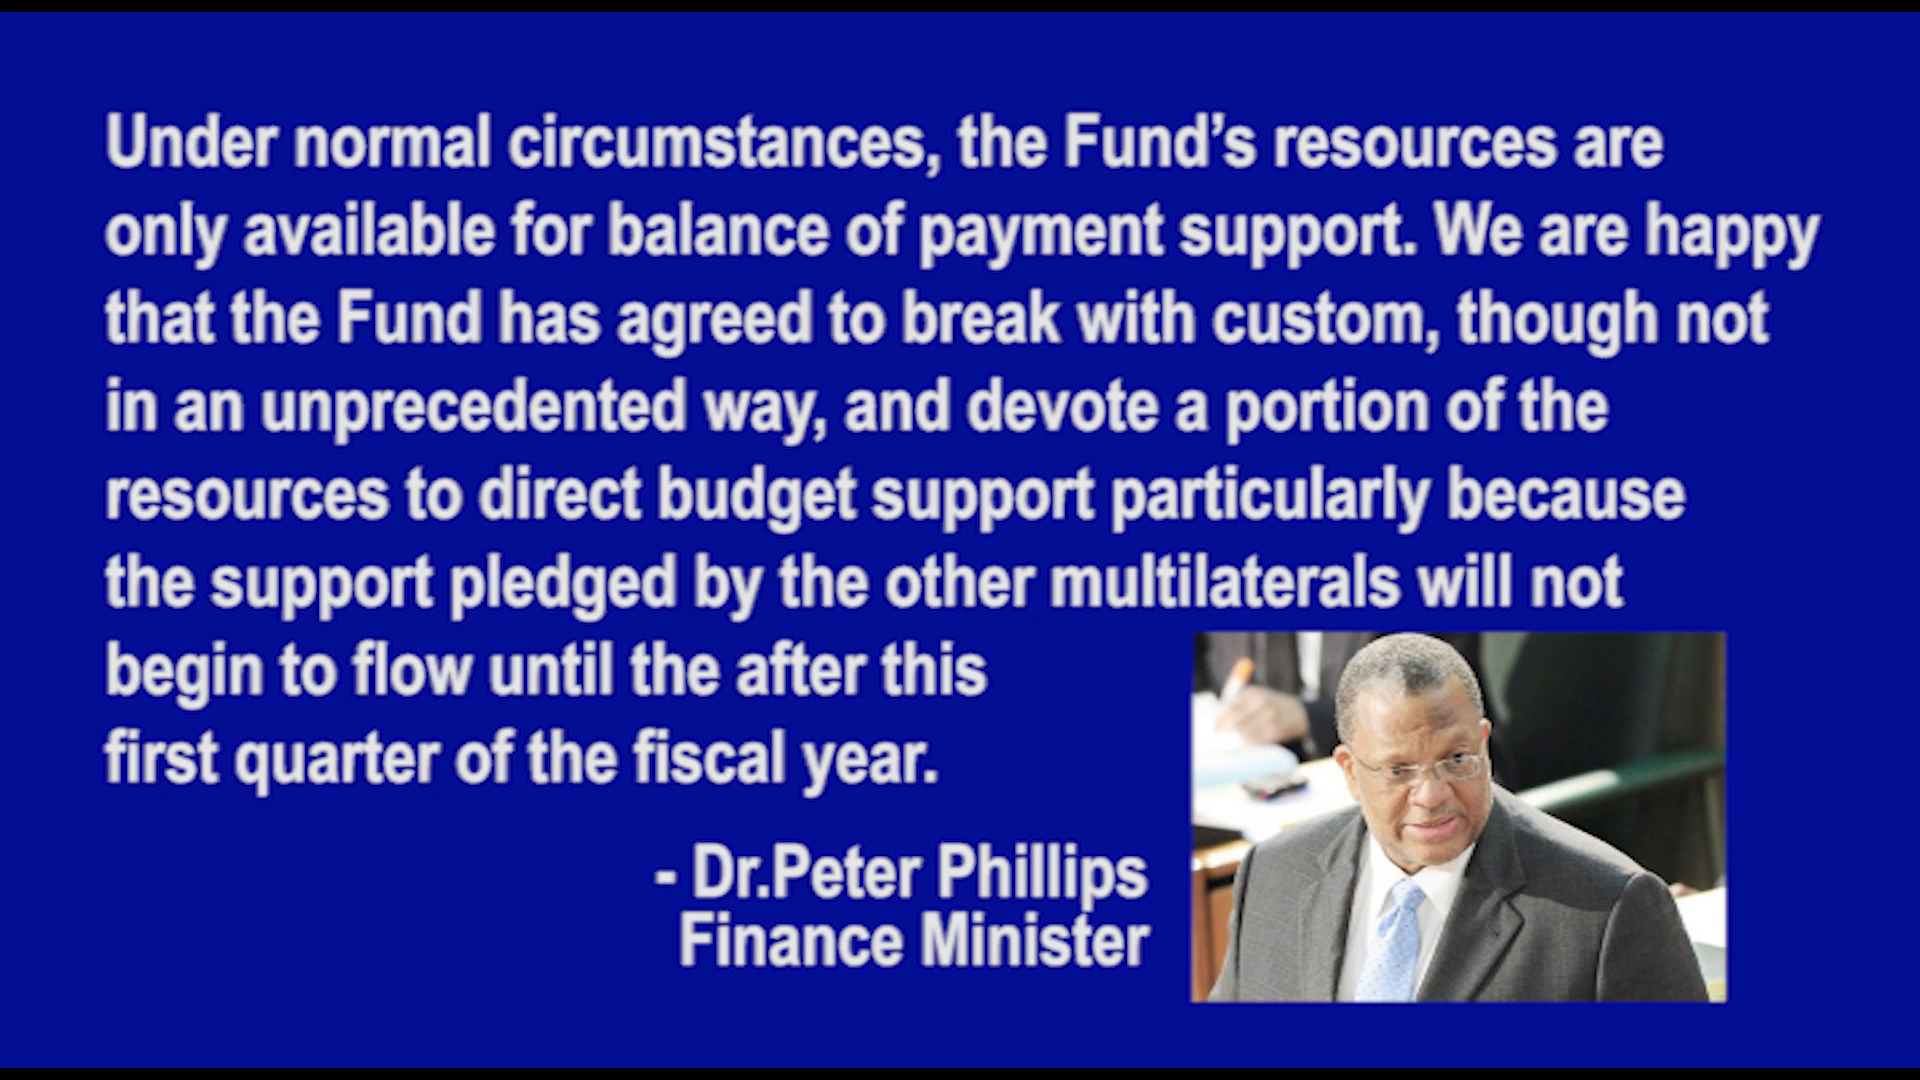 Under normal circumstances, the Fund’s resources are
only available for balance of payment support. We are happy
that the Fund has agreed to break with custom, though not
in an unprecedented way, and devote a portion of the
resources to direct budget support particularly because
the support pledged by the other multilaterals will not
begin to flow until the after this
first quarter of the fiscal year.
- Dr.Peter Phillips
Finance Minister